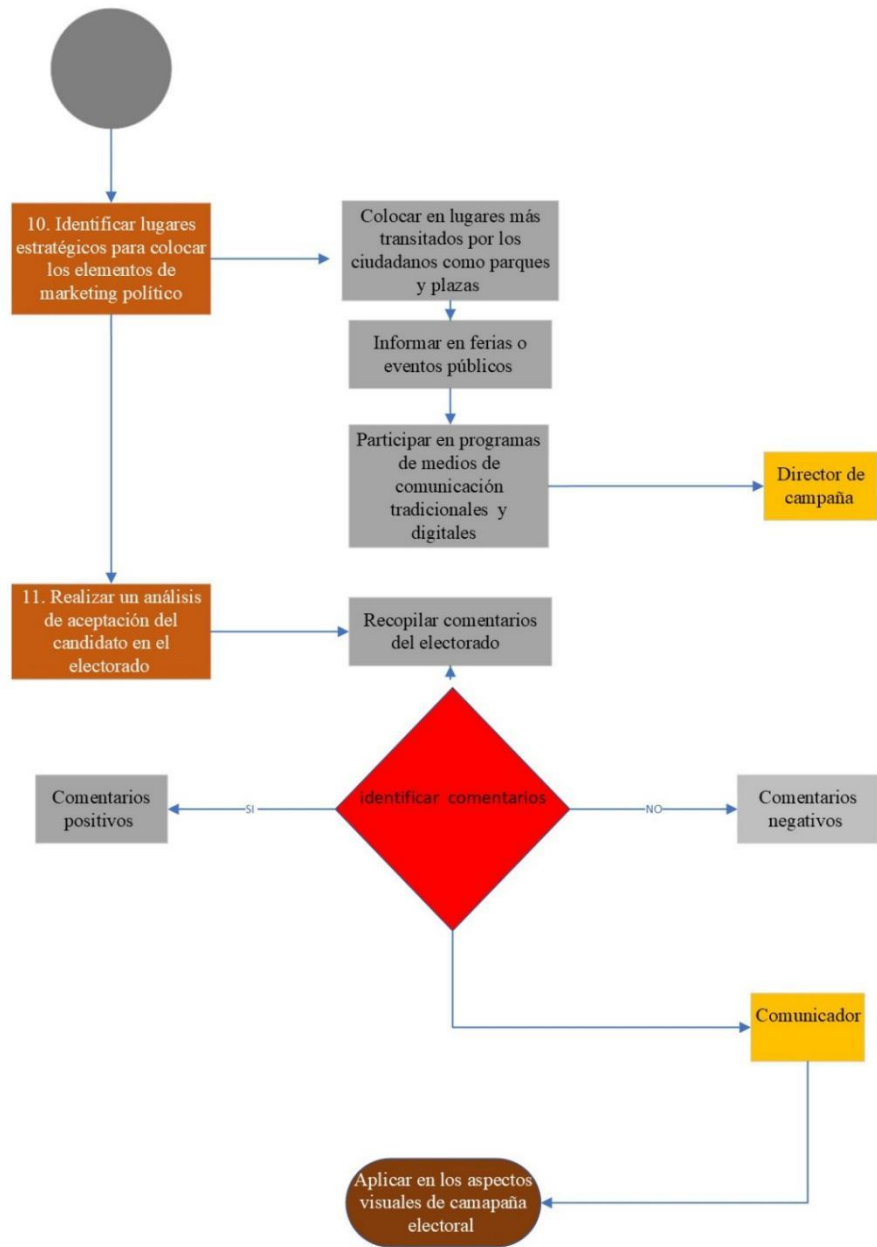 10. Identificar lugares
estratégicos para colocar
los elementos de
marketing político
Colocar en lugares más
transitados por los
ciudadanos como parques
y plazas
Informar en ferias o
eventos públicos
Participar en programas
de medios de
comunicación
tradicionales y
digitales
Director de
campaña
11. Realizar un análisis
de aceptación del
candidato en el
electorado
Recopilar comentarios
del electorado
Identificar comentarios
Comentarios
positivos
SI
NO
Comentarios
negativos
Comunicador
Aplicar en los aspectos
visuales de camapaña
electoral